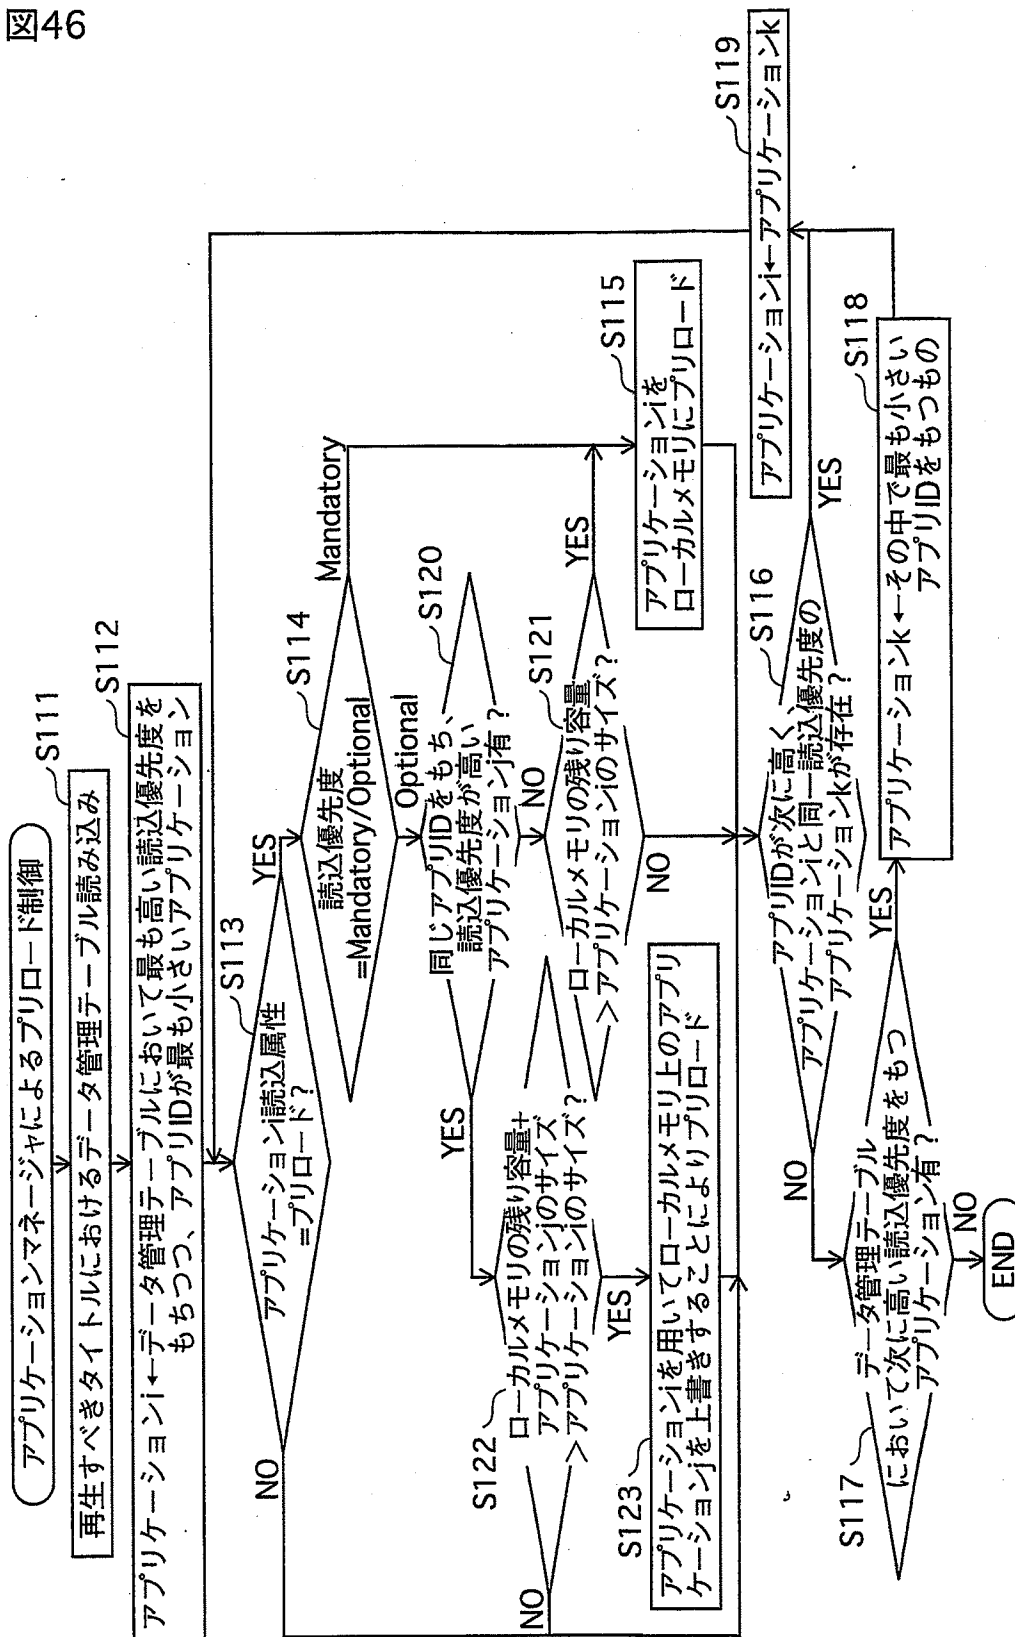 図46
アプリケーションマネージャによるプリロード制御
S111
再生すべきタイトルにおけるデータ管理テーブル読み込み
S112
アプリケーションi←データ管理テーブルにおいて最も高い読込優先度を
もちつつ、アプリIDが最も小さいアプリケーション
S113
アプリケーションi読込属性
=プリロード?
YES
NO
S114
読込優先度
=Mandatory/Optional
Mandatory
Optional
S120
同じアプリIDをもち、
読込優先度が高い
アプリケーションj有?
YES
NO
S121
ローカルメモリの残り容量
>アプリケーションiのサイズ?
YES
NO
S115
アプリケーションiを
ローカルメモリにプリロード
S122
ローカルメモリの残り容量+
アプリケーションjのサイズ
>アプリケーションiのサイズ?
NO
YES
S123
アプリケーションiを用いてローカルメモリ上のアプリ
ケーションjを上書きすることによりプリロード
S116
アプリIDが次に高く、
アプリケーションiと同一読込優先度の
アプリケーションkが存在?
YES
NO
S119
アプリケーションi←アプリケーションk
S117
データ管理テーブル
において次に高い読込優先度をもつ
アプリケーション有?
YES
NO
S118
アプリケーションk←その中で最も小さい
アプリIDをもつもの
END